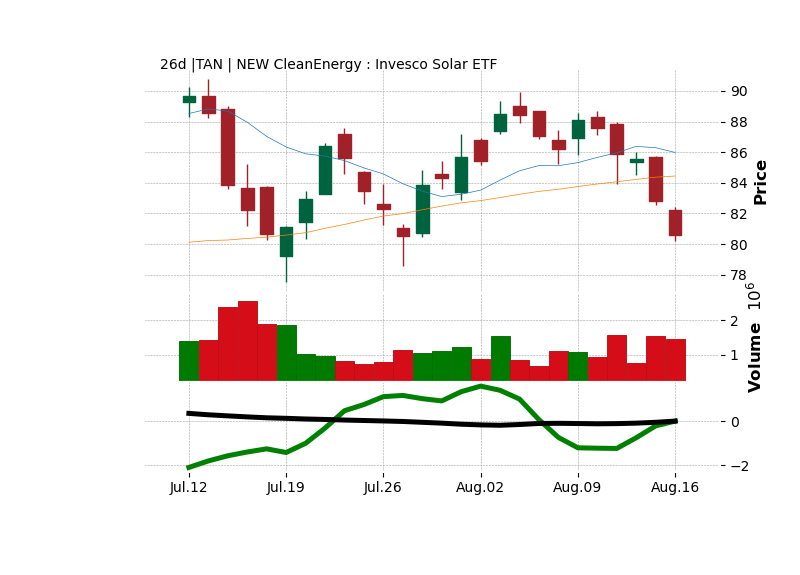 26d |TAN | NEW CleanEnergy : Invesco Solar ETF
90
88
86
84
82
80
78
Price
2
1
Volume 10^6
0
−2
Jul.12 Jul.19 Jul.26 Aug.02 Aug.09 Aug.16